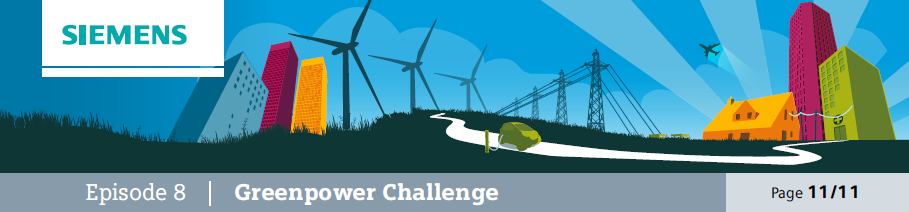 SIEMENS
Episode 8 | Greenpower Challenge
Page 11/11